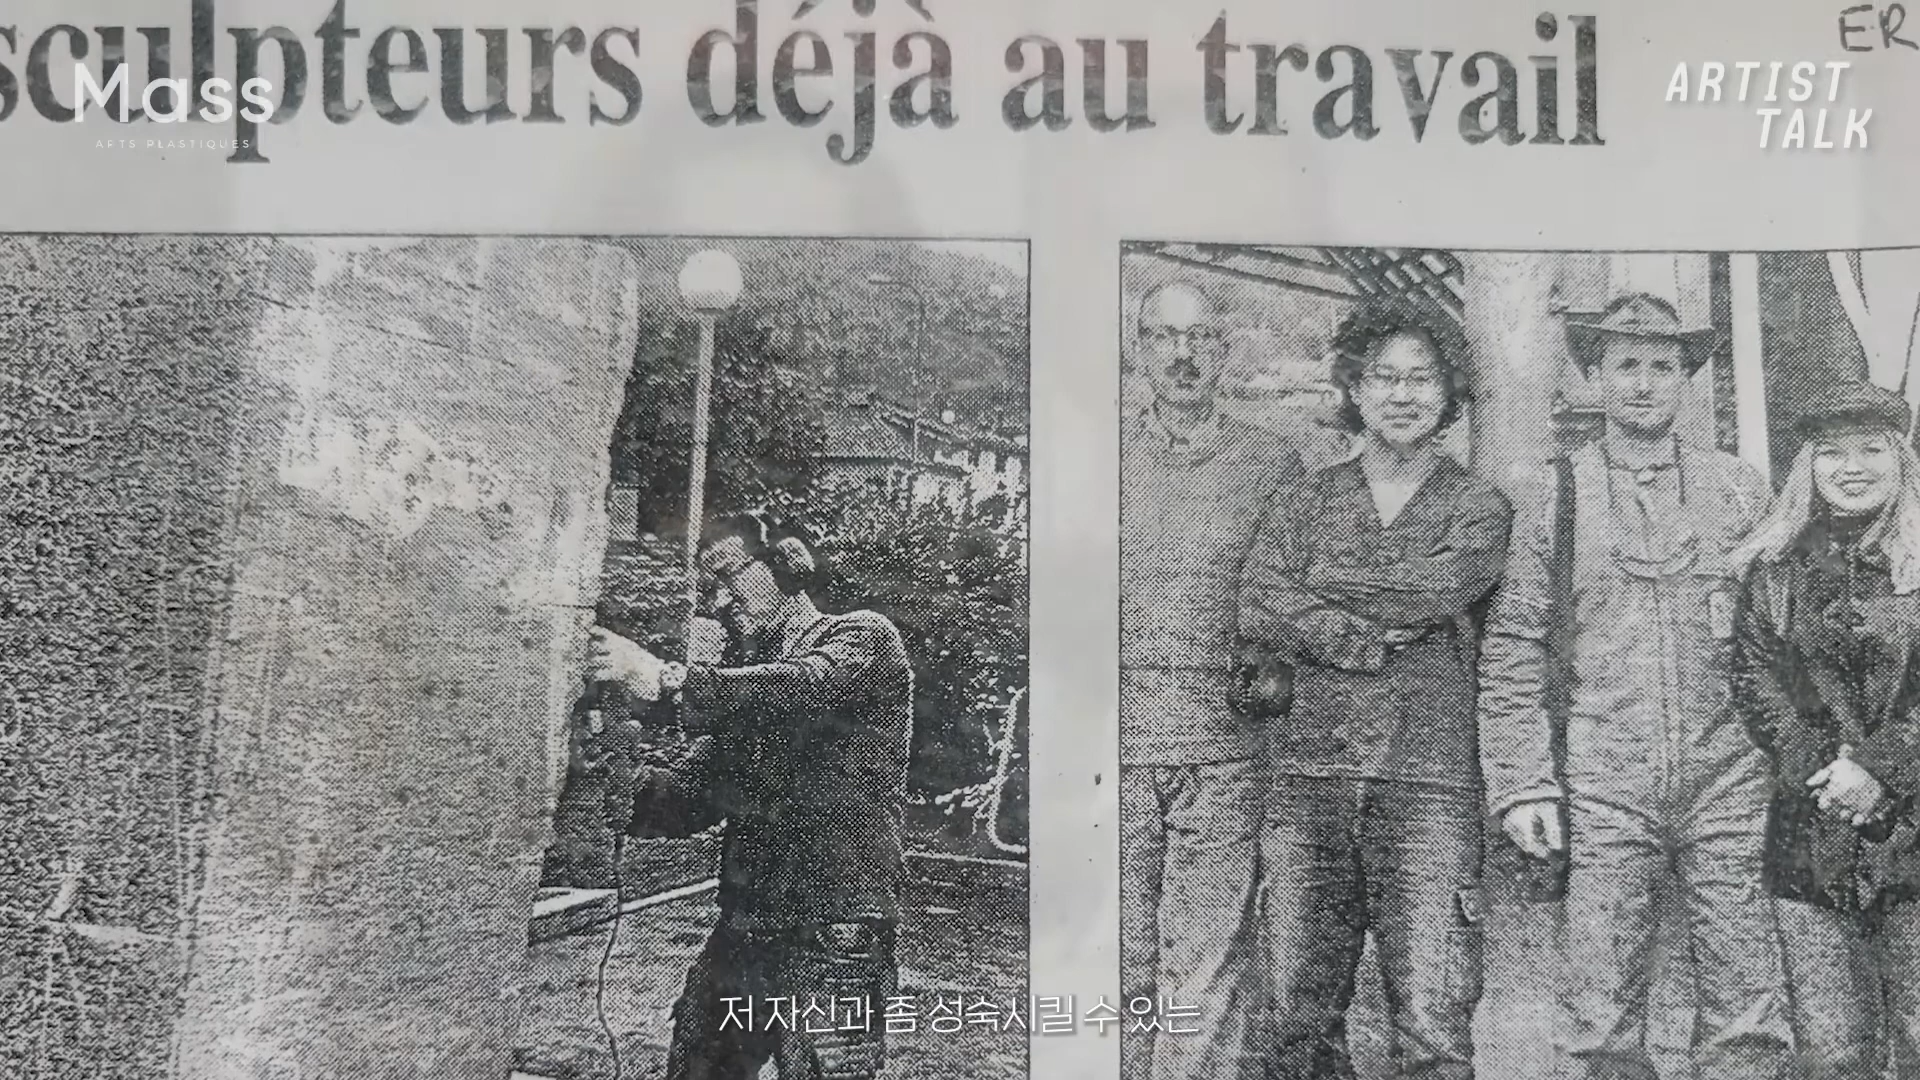 sculpteurs déjà au travail
ER
Mass
ARTS PLASTIQUES
ARTIST
TALK
저 자신과 좀 성숙시킬 수 있는